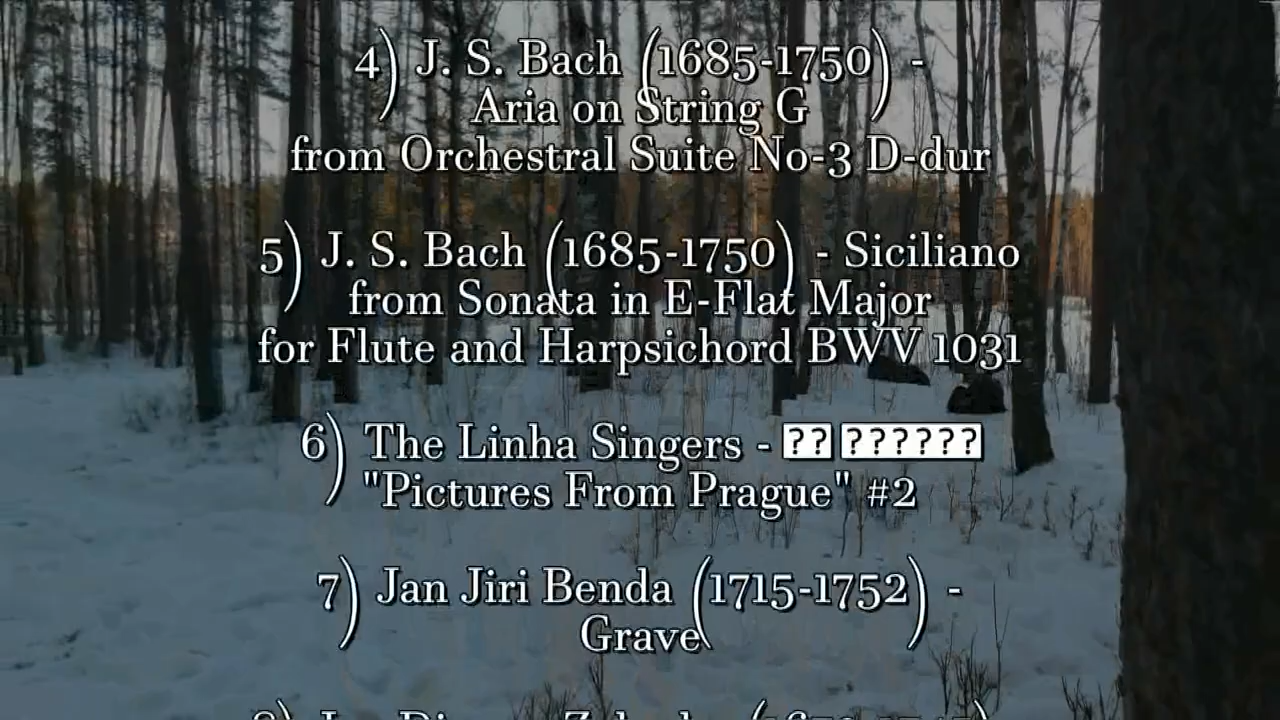 4) J. S. Bach (1685-1750) -
Aria on String G
from Orchestral Suite No-3 D-dur
5) J. S. Bach (1685-1750) - Siciliano
from Sonata in E-Flat Major
for Flute and Harpsichord BWV 1031
6) The Linha Singers - ?? ??????
"Pictures From Prague" #2
7) Jan Jiri Benda (1715-1752) -
Grave